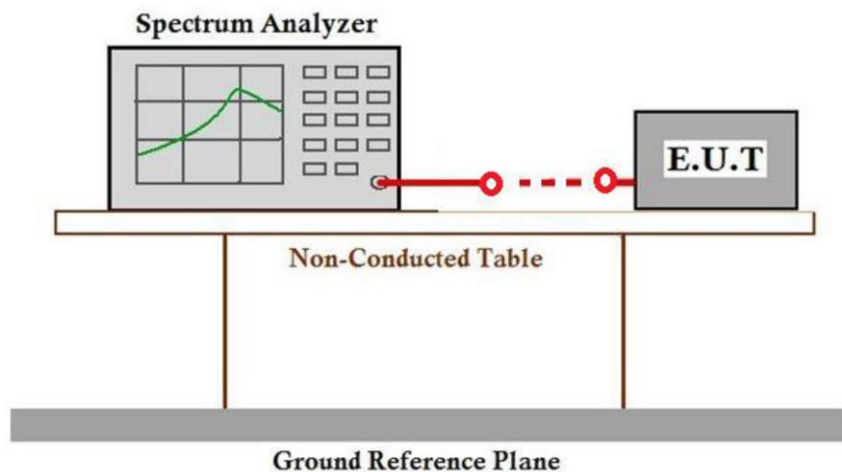 Spectrum Analyzer
E.U.T
Non-Conducted Table
Ground Reference Plane